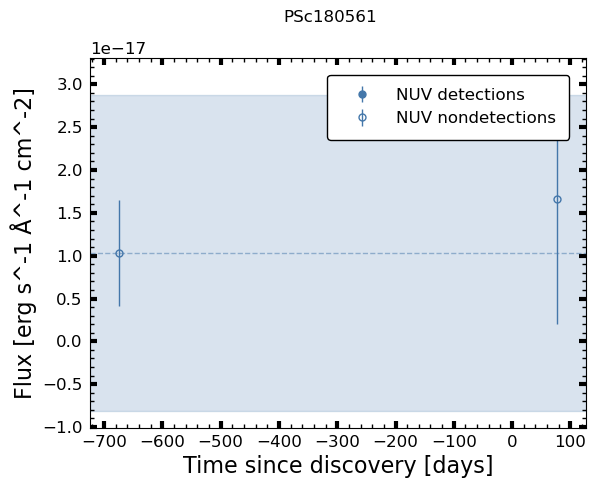 PSc180561
1e−17
NUV detections
NUV nondetections
3.0
2.5
2.0
1.5
1.0
0.5
0.0
−0.5
−1.0
Flux [erg s^-1 Å^-1 cm^-2]
−700 −600 −500 −400 −300 −200 −100 0 100
Time since discovery [days]